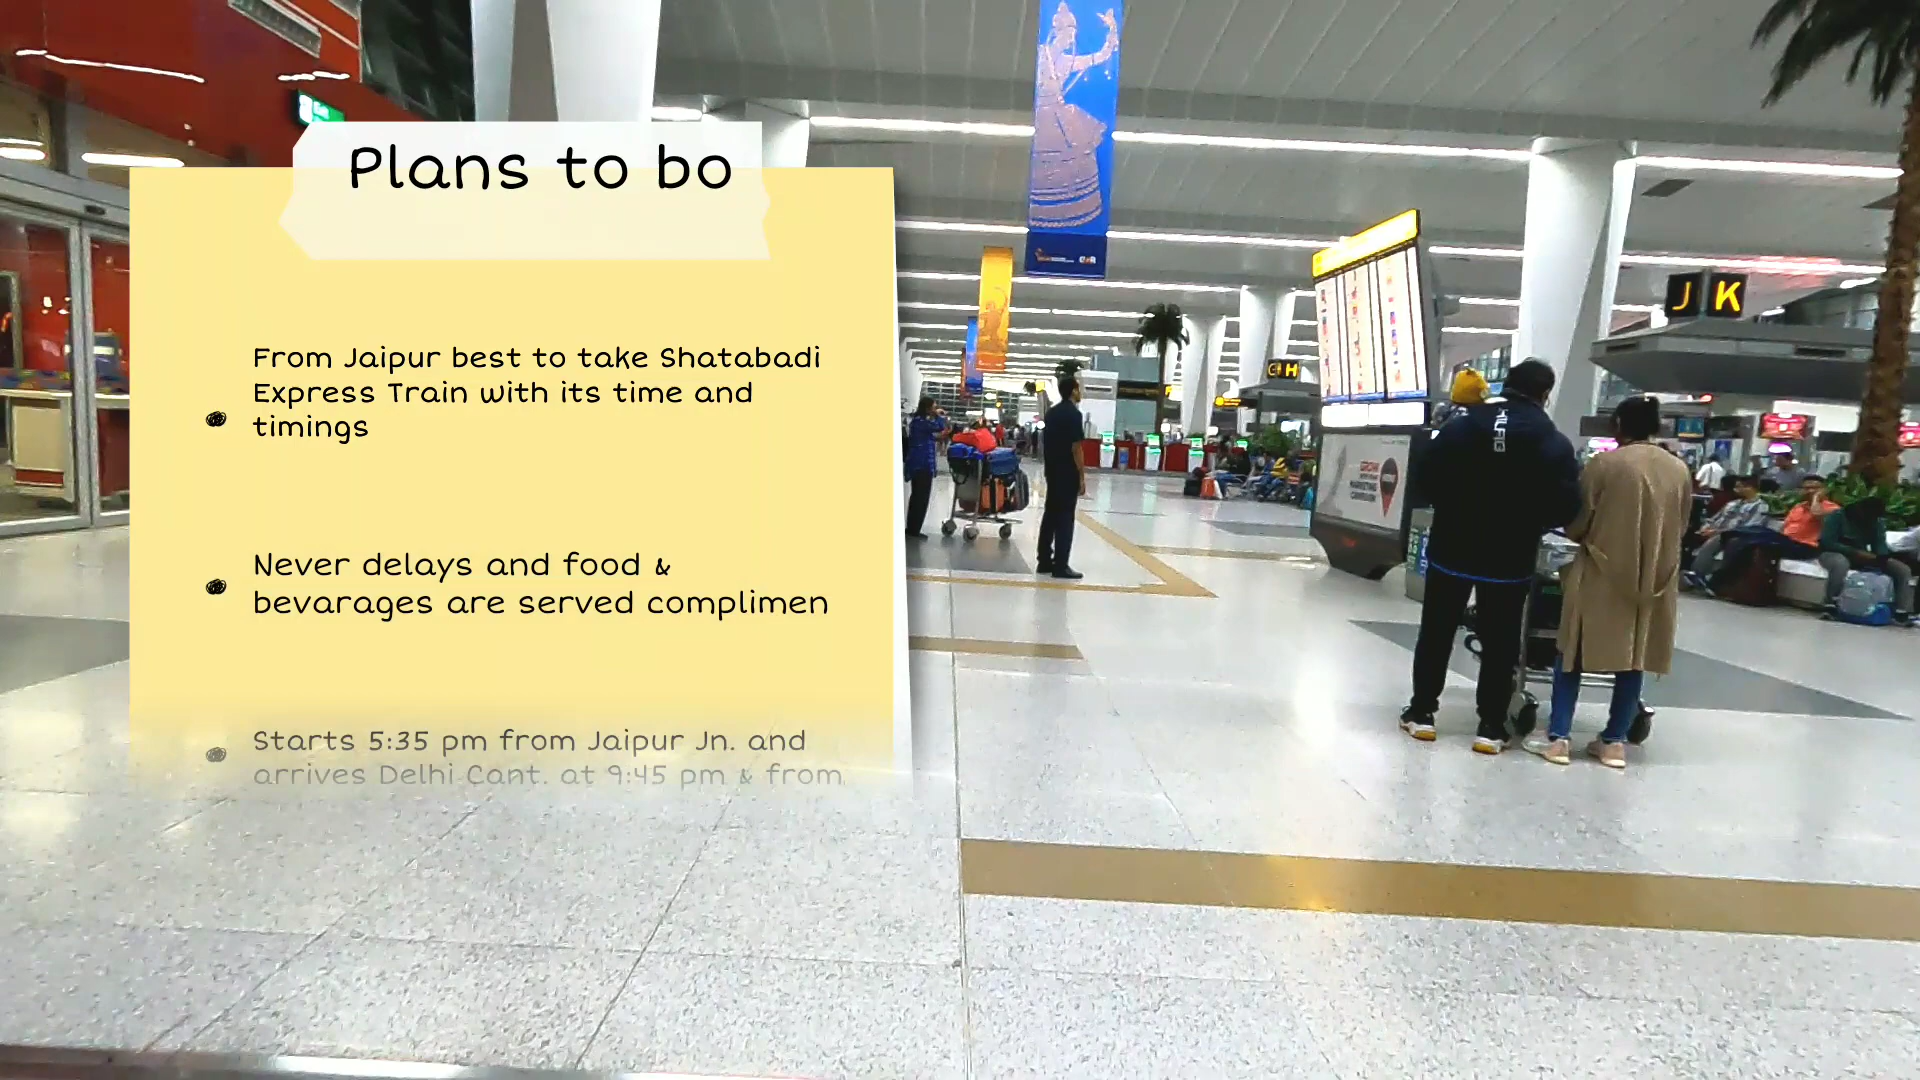 Plans to bo
From Jaipur best to take Shatabadi
Express Train with its time and
timings
Never delays and food &
bevarages are served complimen
Starts 5:35 pm from Jaipur Jn. and
arrives Delhi Cant. at 9:45 pm & from
J K
H